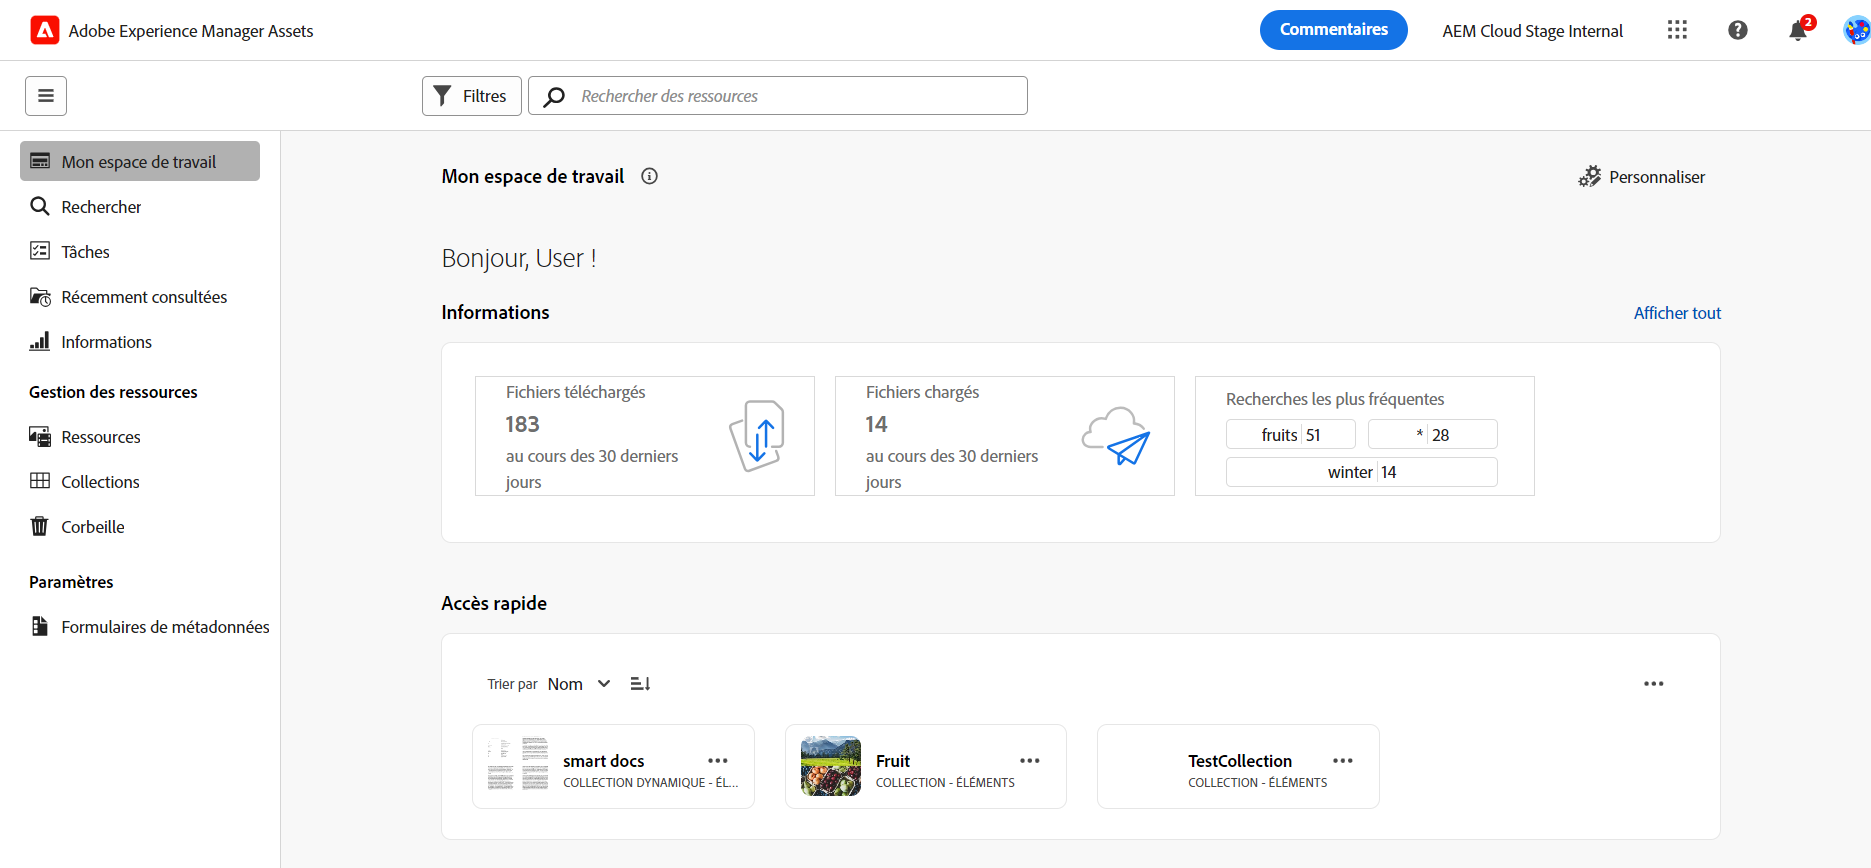 Adobe Experience Manager Assets
Commentaires
AEM Cloud Stage Internal
2
Filtres
Rechercher des ressources
Mon espace de travail
Rechercher
Tâches
Récemment consultées
Informations
Gestion des ressources
Ressources
Collections
Corbeille
Paramètres
Formulaires de métadonnées
Mon espace de travail
Personnaliser
Bonjour, User !
Informations
Afficher tout
Fichiers téléchargés
183
au cours des 30 derniers
jours
Fichiers chargés
14
au cours des 30 derniers
jours
Recherches les plus fréquentes
fruits 51
* 28
winter 14
Accès rapide
Trier par Nom
smart docs
COLLECTION DYNAMIQUE - ÉL...
Fruit
COLLECTION - ÉLÉMENTS
TestCollection
COLLECTION - ÉLÉMENTS